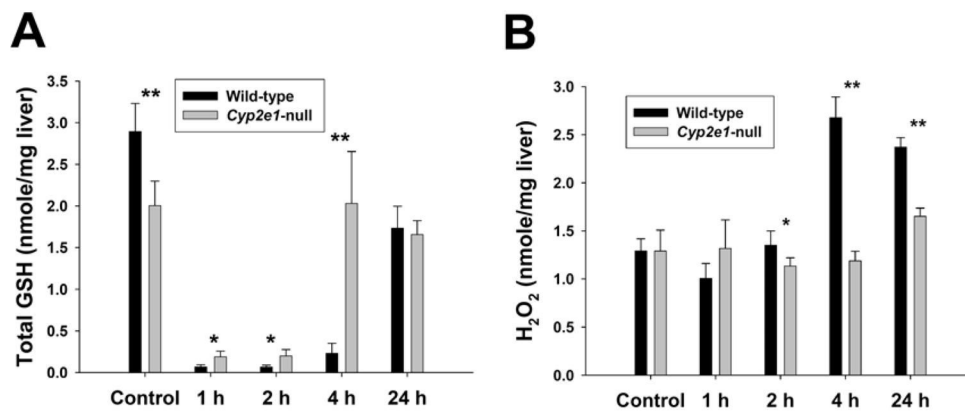 A
Total GSH (nmole/mg liver)
3.5
3.0
2.5
2.0
1.5
1.0
0.5
0.0
Wild-type
Cyp2e1-null
**
*
*
**
Control 1 h 2 h 4 h 24 h
B
H₂O₂ (nmole/mg liver)
3.0
2.5
2.0
1.5
1.0
0.5
0.0
Wild-type
Cyp2e1-null
*
**
**
Control 1 h 2 h 4 h 24 h